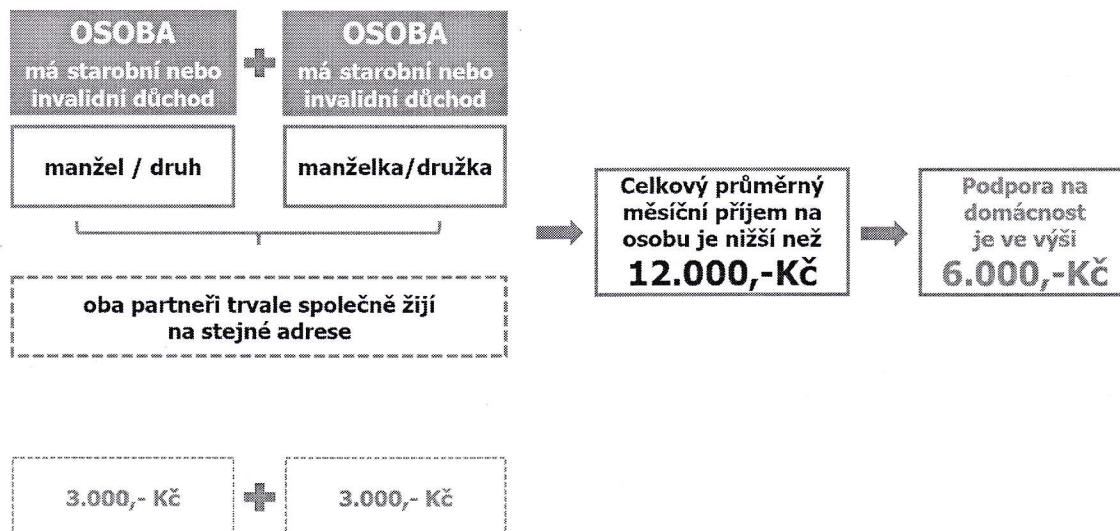 OSOBA
má starobní nebo
invalidní důchod
+
OSOBA
má starobní nebo
invalidní důchod
manžel / druh
manželka/družka
oba partneři trvale společně žijí
na stejné adrese
Celkový průměrný
měsíční příjem na
osobu je nižší než
12.000,-Kč
Podpora na
domácnost
je ve výši
6.000,-Kč
3.000,- Kč
+
3.000,- Kč